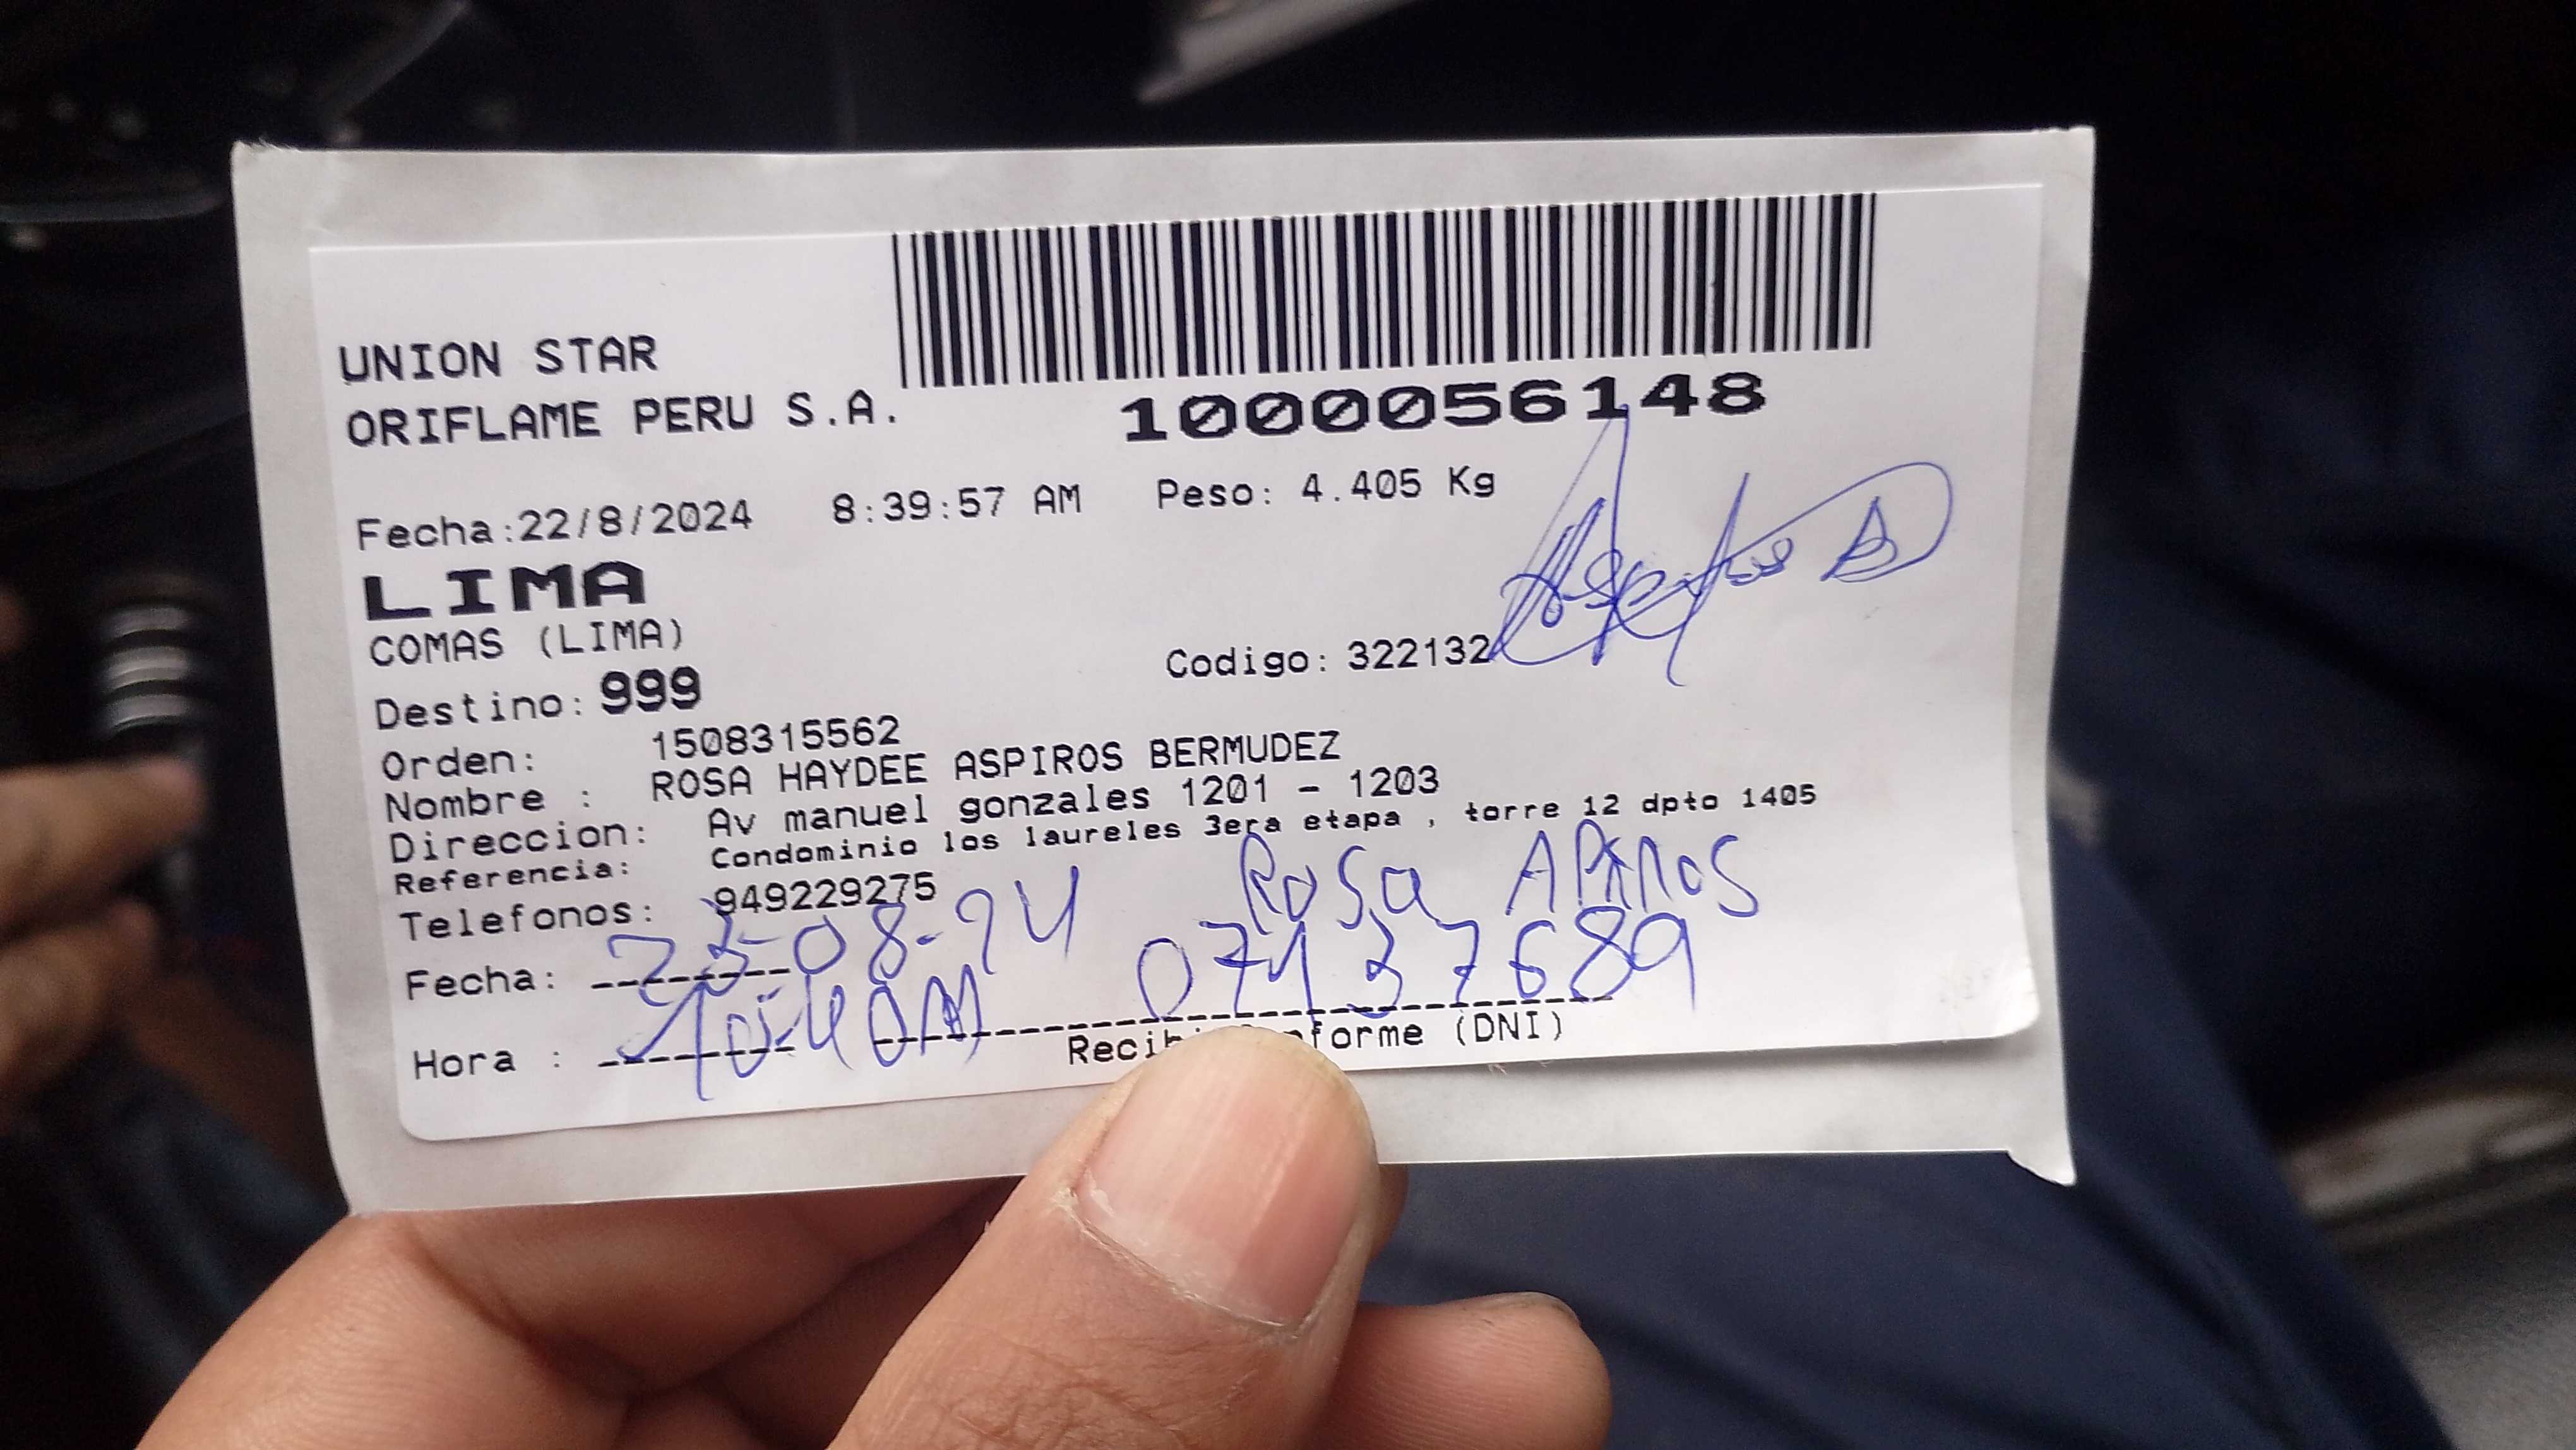 UNION STAR
ORIFLAME PERU S.A.
1000056148
Fecha:22/8/2024 8:39:57 AM Peso: 4.405 Kg
LIMA
COMAS (LIMA)
Codigo: 322132
Destino: 999
Orden: 1508315562
Nombre : ROSA HAYDEE ASPIROS BERMUDEZ
Direccion: Av manuel gonzales 1201 - 1203
Referencia: Condominio los laureles 3era etapa , torre 12 dpto 1405
Telefonos: 949229275
Rosa
Fecha: 23-08-24
07137689
Hora : 10:40AM
(DNI)